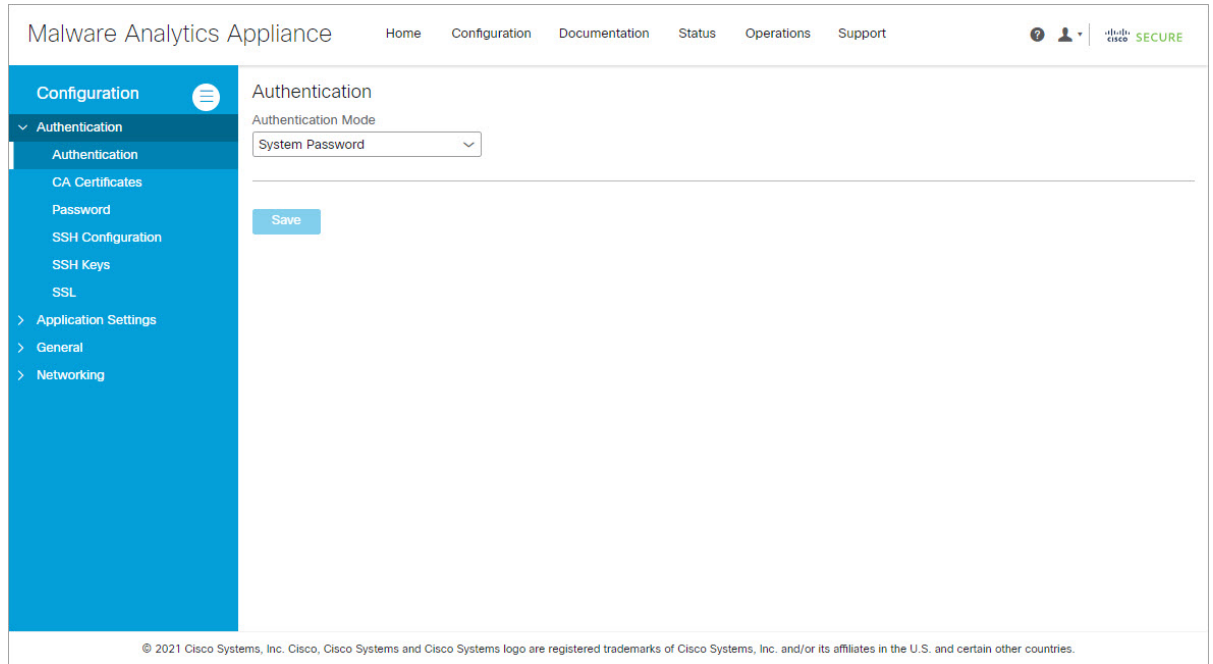 Malware Analytics Appliance
Home Configuration Documentation Status Operations Support
cisco SECURE
Configuration
Authentication
Authentication
CA Certificates
Password
SSH Configuration
SSH Keys
SSL
Application Settings
General
Networking
Authentication
Authentication Mode
System Password
Save
© 2021 Cisco Systems, Inc. Cisco, Cisco Systems and Cisco Systems logo are registered trademarks of Cisco Systems, Inc. and/or its affiliates in the U.S. and certain other countries.